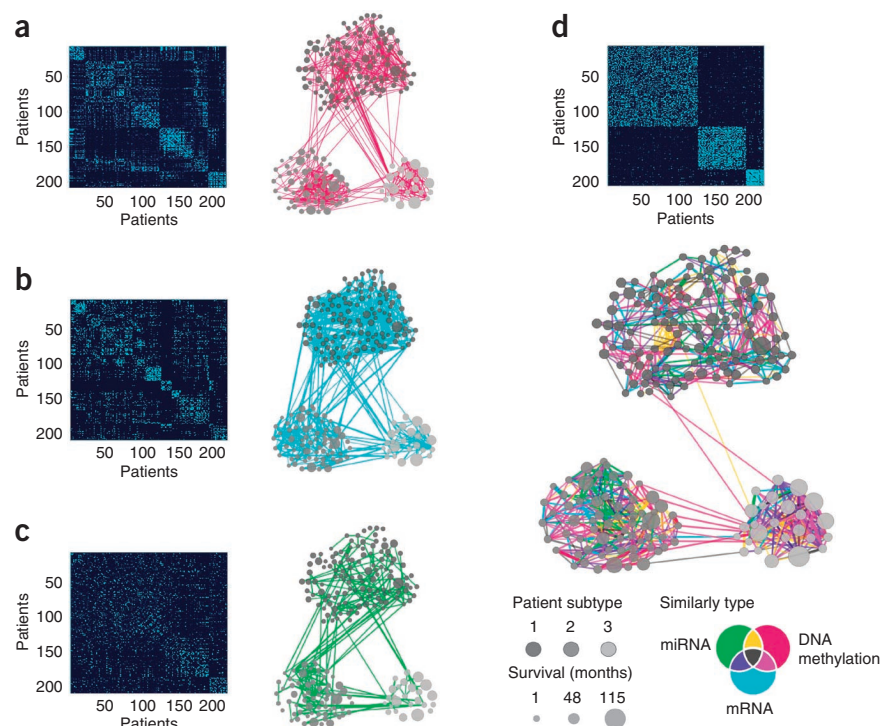 a
Patients
50
100
150
200
50 100 150 200
Patients
b
Patients
50
100
150
200
50 100 150 200
Patients
c
Patients
50
100
150
200
50 100 150 200
Patients
d
Patients
50
100
150
200
50 100 150 200
Patients
Patient subtype
1 2 3
Survival (months)
1 48 115
Similarly type
miRNA
DNA
methylation
mRNA